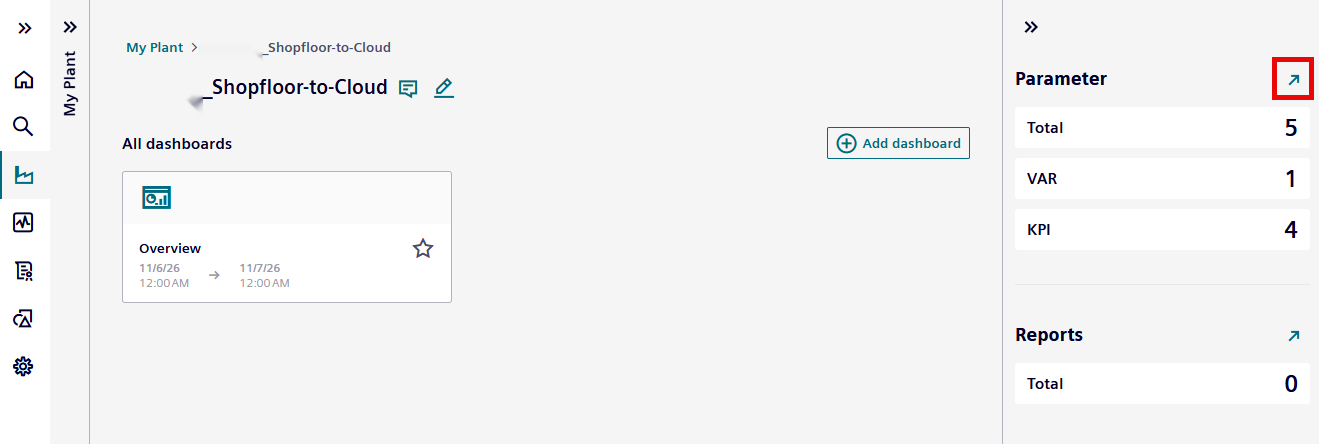 My Plant
My Plant > _Shopfloor-to-Cloud
_Shopfloor-to-Cloud
All dashboards
Add dashboard
Overview
11/6/26 → 11/7/26
12:00 AM 12:00 AM
Parameter
Total 5
VAR 1
KPI 4
Reports
Total 0